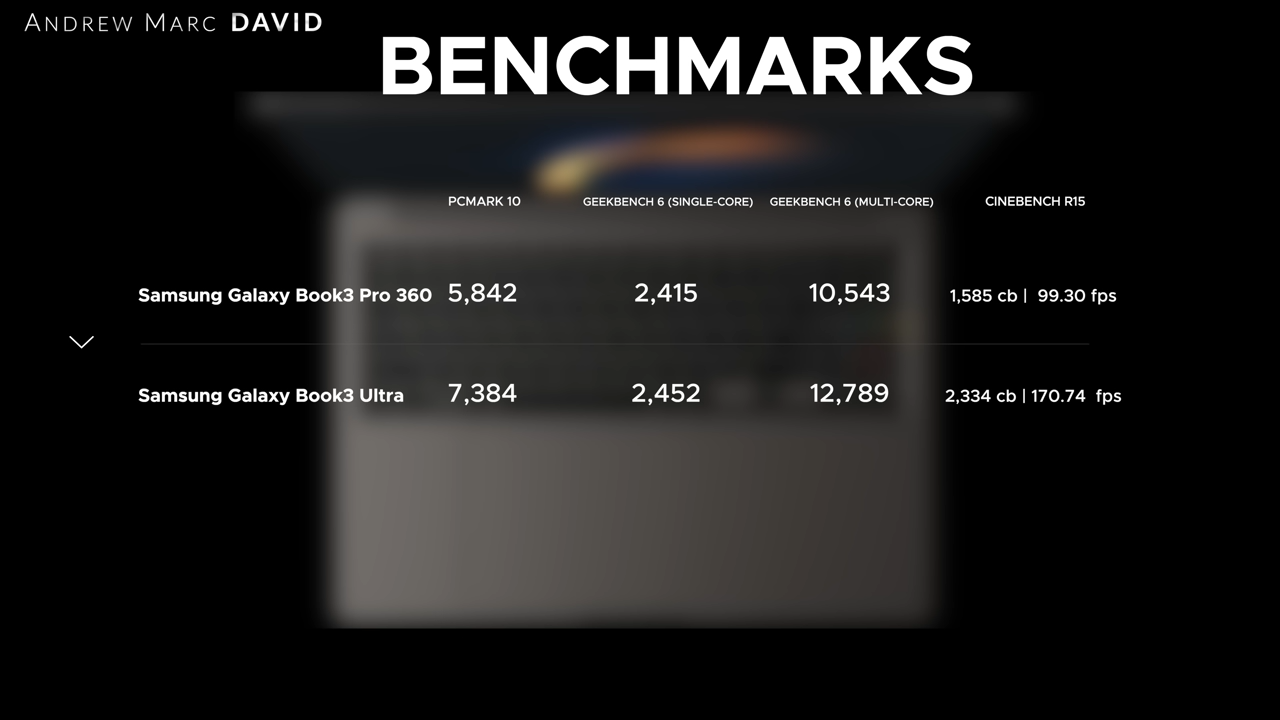 ANDREW MARC DAVID
BENCHMARKS
PCMARK 10 GEEKBENCH 6 (SINGLE-CORE) GEEKBENCH 6 (MULTI-CORE) CINEBENCH R15
Samsung Galaxy Book3 Pro 360 5,842 2,415 10,543 1,585 cb | 99.30 fps
Samsung Galaxy Book3 Ultra 7,384 2,452 12,789 2,334 cb | 170.74 fps